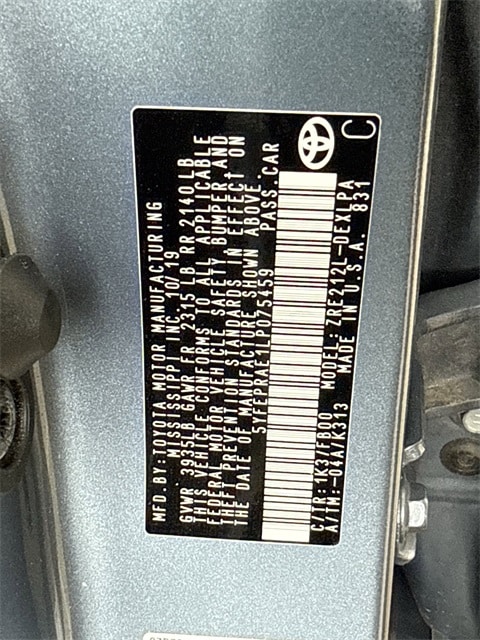 MFD.BY:TOYOTA MOTOR MANUFACTURING
MISSISSIPPI INC. 10/19
GVWR 3935LB GAWR FR 2315 LB RR 2140LB
THIS VEHICLE CONFORMS TO ALL APPLICABLE
FEDERAL MOTOR VEHICLE SAFETY BUMPER AND
THEFT PREVENTION STANDARDS IN EFFECT ON
THE DATE OF MANUFACTURE SHOWN ABOVE.
5YFEPRAE1LP075459 PASS.CAR
C/TR:1K3/FB00 MODEL:ZRE212L-DEXLPA
A/TM:-04A/K313 MADE IN U.S.A. 831
C